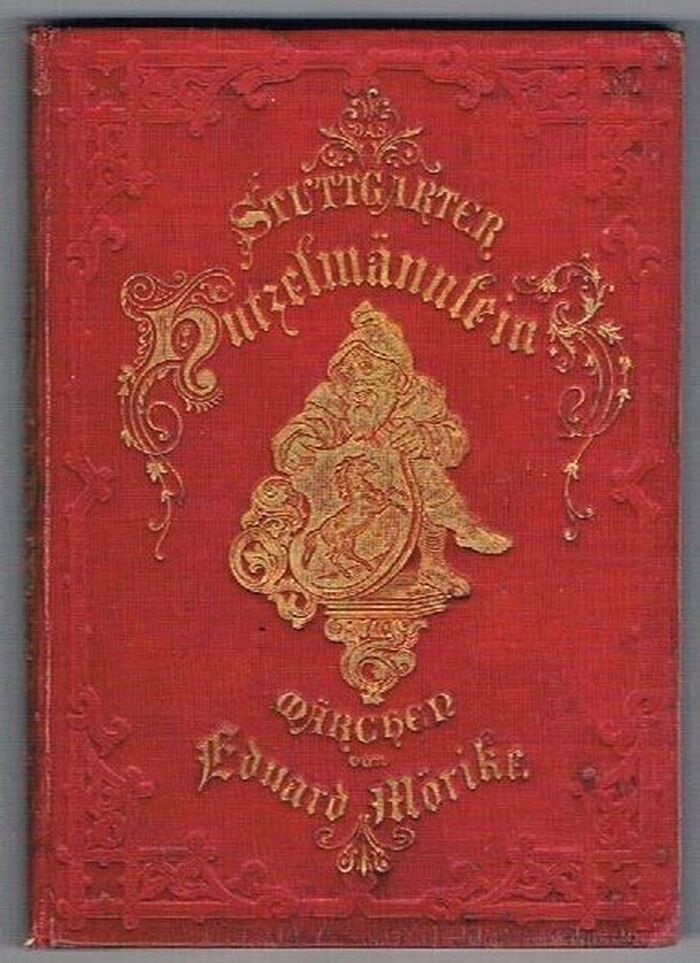 DAS
STUTTGARTER
Hutzelmännlein
MÄRCHEN
von
Eduard Mörike.